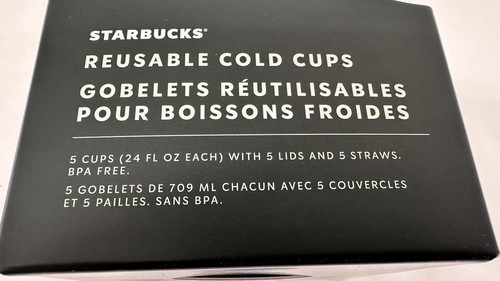 STARBUCKS®
REUSABLE COLD CUPS
GOBELETS RÉUTILISABLES
POUR BOISSONS FROIDES
5 CUPS (24 FL OZ EACH) WITH 5 LIDS AND 5 STRAWS.
BPA FREE.
5 GOBELETS DE 709 ML CHACUN AVEC 5 COUVERCLES
ET 5 PAILLES. SANS BPA.